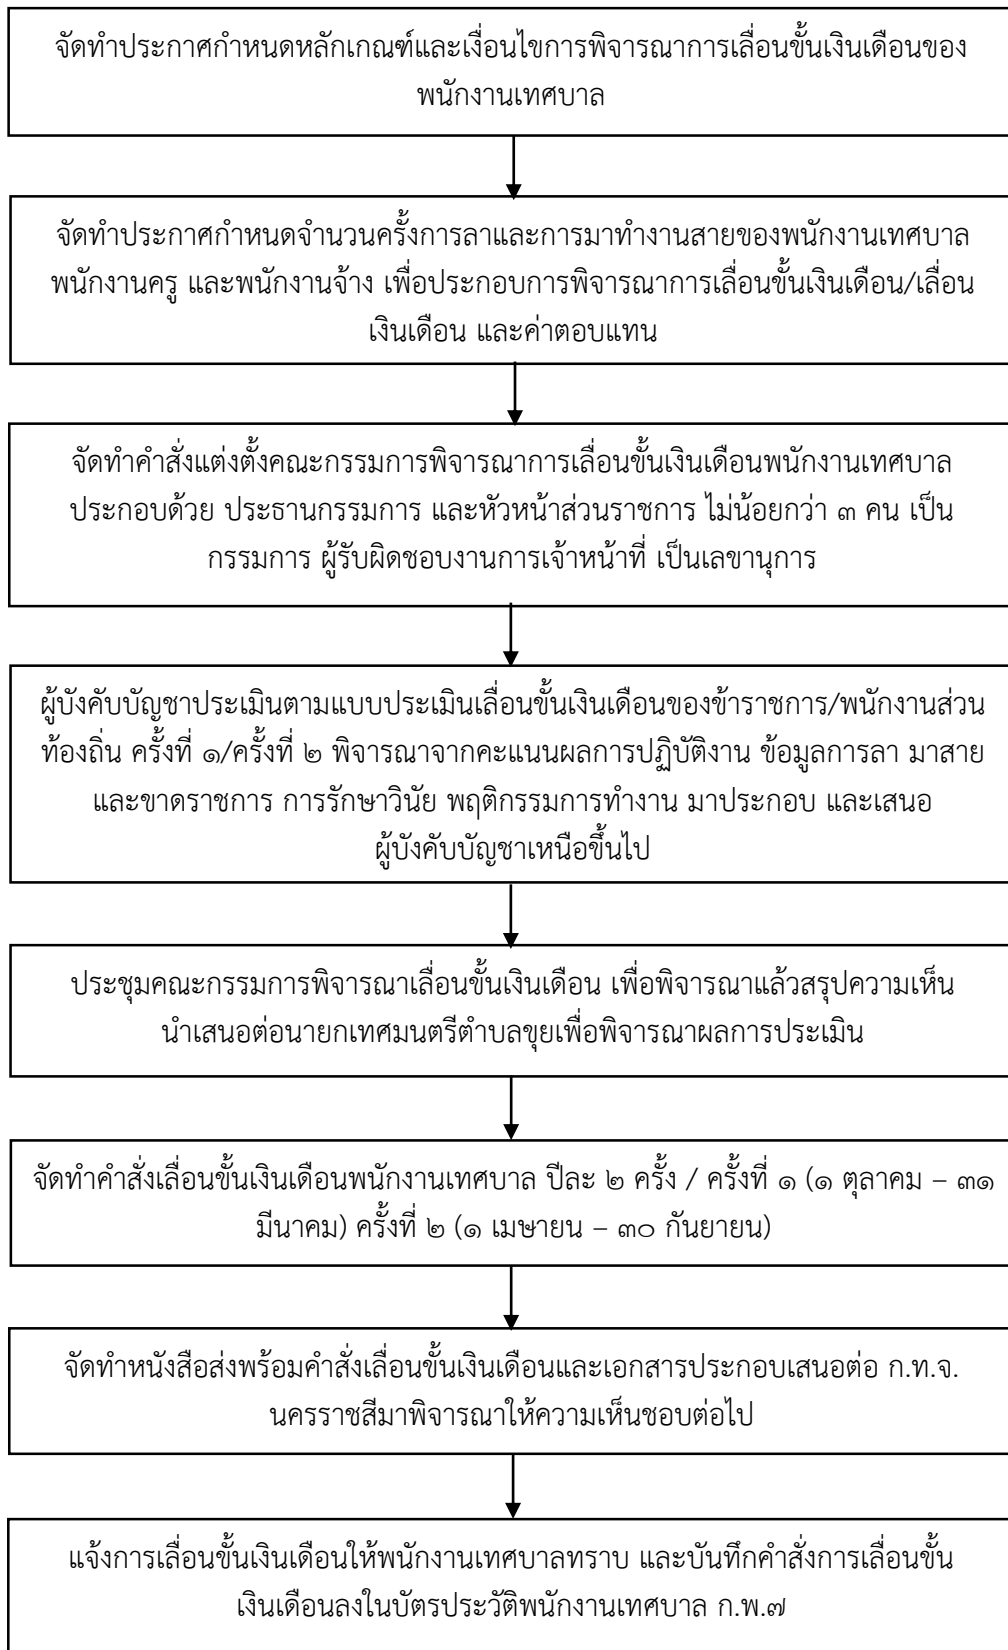 จัดทำประกาศกำหนดหลักเกณฑ์และเงื่อนไขการพิจารณาการเลื่อนขั้นเงินเดือนของ
พนักงานเทศบาล
จัดทำประกาศกำหนดจำนวนครั้งการลาและการมาทำงานสายของพนักงานเทศบาล
พนักงานครู และพนักงานจ้าง เพื่อประกอบการพิจารณาการเลื่อนขั้นเงินเดือน/เลื่อน
เงินเดือน และค่าตอบแทน
จัดทำคำสั่งแต่งตั้งคณะกรรมการพิจารณาการเลื่อนขั้นเงินเดือนพนักงานเทศบาล
ประกอบด้วย ประธานกรรมการ และหัวหน้าส่วนราชการ ไม่น้อยกว่า ๓ คน เป็น
กรรมการ ผู้รับผิดชอบงานการเจ้าหน้าที่ เป็นเลขานุการ
ผู้บังคับบัญชาประเมินตามแบบประเมินเลื่อนขั้นเงินเดือนของข้าราชการ/พนักงานส่วน
ท้องถิ่น ครั้งที่ ๑/ครั้งที่ ๒ พิจารณาจากคะแนนผลการปฏิบัติงาน ข้อมูลการลา มาสาย
และขาดราชการ การรักษาวินัย พฤติกรรมการทำงาน มาประกอบ และเสนอ
ผู้บังคับบัญชาเหนือขึ้นไป
ประชุมคณะกรรมการพิจารณาเลื่อนขั้นเงินเดือน เพื่อพิจารณาแล้วสรุปความเห็น
นำเสนอต่อนายกเทศมนตรีตำบลขุยเพื่อพิจารณาผลการประเมิน
จัดทำคำสั่งเลื่อนขั้นเงินเดือนพนักงานเทศบาล ปีละ ๒ ครั้ง / ครั้งที่ ๑ (๑ ตุลาคม – ๓๑
มีนาคม) ครั้งที่ ๒ (๑ เมษายน – ๓๐ กันยายน)
จัดทำหนังสือส่งพร้อมคำสั่งเลื่อนขั้นเงินเดือนและเอกสารประกอบเสนอต่อ ก.ท.จ.
นครราชสีมาพิจารณาให้ความเห็นชอบต่อไป
แจ้งการเลื่อนขั้นเงินเดือนให้พนักงานเทศบาลทราบ และบันทึกคำสั่งการเลื่อนขั้น
เงินเดือนลงในบัตรประวัติพนักงานเทศบาล ก.พ.๗